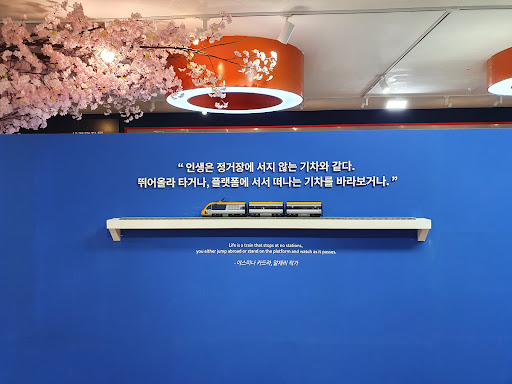 “ 인생은 정거장에 서지 않는 기차와 같다.
뛰어올라 타거나, 플랫폼에 서서 떠나는 기차를 바라보거나. ”
Life is a train that stops at no stations,
you either jump abroad or stand on the platform and watch as it passes.
- 야스미나 카드라, 알제리 작가